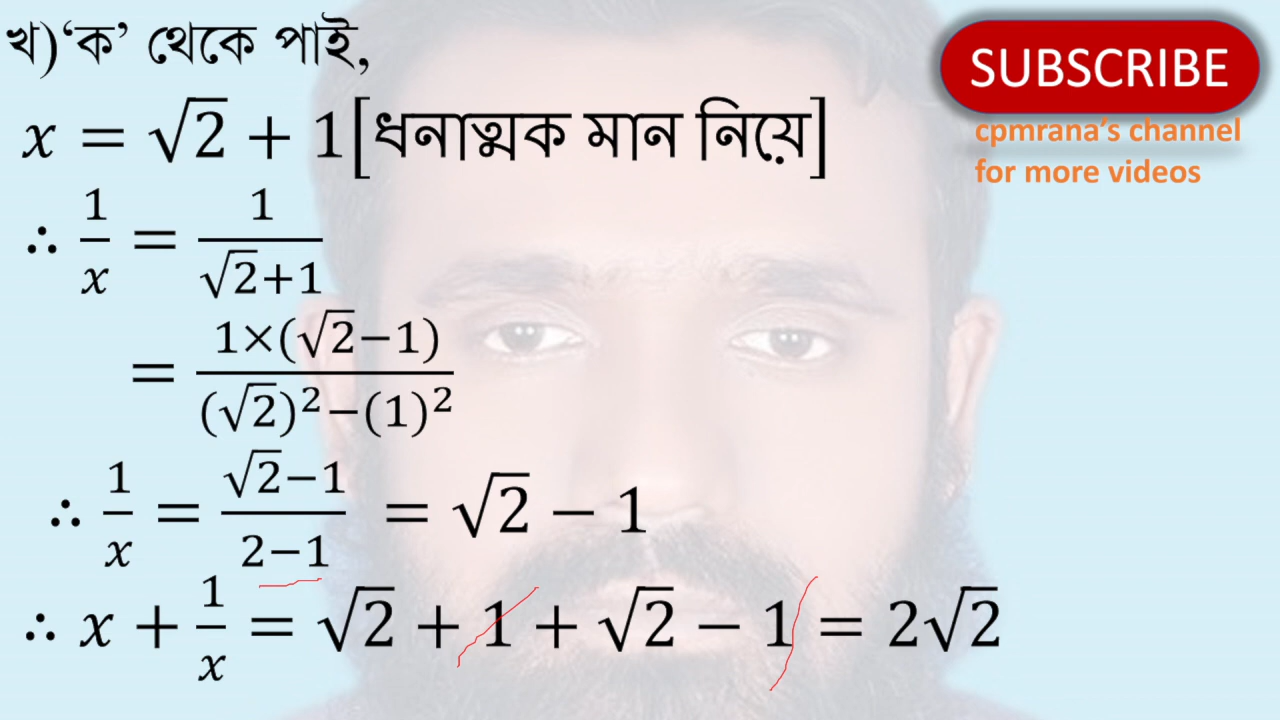 খ)‘ক’ থেকে পাই,
x = √2 + 1[ধনাত্মক মান নিয়ে]
∴ 1/x = 1/(√2+1)
= (1×(√2−1))/((√2)²−(1)²)
∴ 1/x = (√2−1)/(2−1) = √2 − 1
∴ x + 1/x = √2 + 1 + √2 − 1 = 2√2
SUBSCRIBE
cpmrana’s channel
for more videos